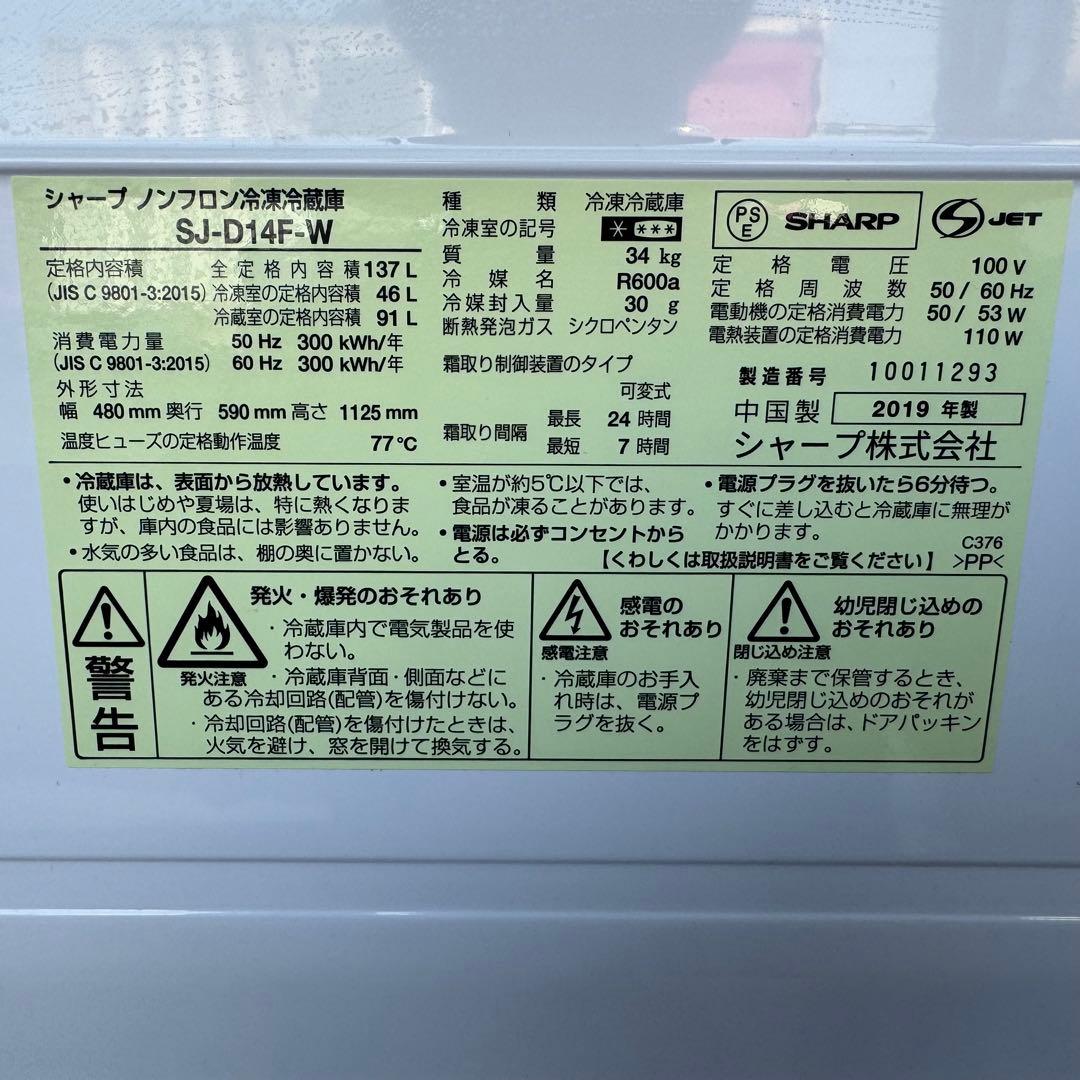 シャープ ノンフロン冷凍冷蔵庫
SJ-D14F-W
定格内容積 全定格内容積 137 L
(JIS C 9801-3:2015) 冷凍室の定格内容積 46 L
冷蔵室の定格内容積 91 L
消費電力量 50 Hz 300 kWh/年
(JIS C 9801-3:2015) 60 Hz 300 kWh/年
外形寸法
幅 480 mm 奥行 590 mm 高さ 1125 mm
温度ヒューズの定格動作温度 77℃
種類 冷凍冷蔵庫
冷凍室の記号 * ***
質量 34 kg
冷媒名 R600a
冷媒封入量 30 g
断熱発泡ガス シクロペンタン
霜取り制御装置のタイプ
可変式
霜取り間隔 最長 24 時間
最短 7 時間
PSE SHARP S JET
定格電圧 100 V
定格周波数 50 / 60 Hz
電動機の定格消費電力 50 / 53 W
電熱装置の定格消費電力 110 W
製造番号 10011293
中国製 2019 年製
シャープ株式会社
・冷蔵庫は、表面から放熱しています。
使いはじめや夏場は、特に熱くなりま
すが、庫内の食品には影響ありません。
・水気の多い食品は、棚の奥に置かない。
・室温が約5℃以下では、
食品が凍ることがあります。
・電源は必ずコンセントから
とる。
・電源プラグを抜いたら6分待つ。
すぐに差し込むと冷蔵庫に無理が
かかります。
C376
【くわしくは取扱説明書をご覧ください】 >PP<
警告
発火・爆発のおそれあり
発火注意
・冷蔵庫内で電気製品を使
わない。
・冷蔵庫背面・側面などに
ある冷却回路(配管)を傷付けない。
・冷却回路(配管)を傷付けたときは、
火気を避け、窓を開けて換気する。
感電の
おそれあり
感電注意
・冷蔵庫のお手入
れ時は、電源プ
ラグを抜く。
幼児閉じ込めの
おそれあり
閉じ込め注意
・廃棄まで保管するとき、
幼児閉じ込めのおそれが
ある場合は、ドアパッキン
をはずす。